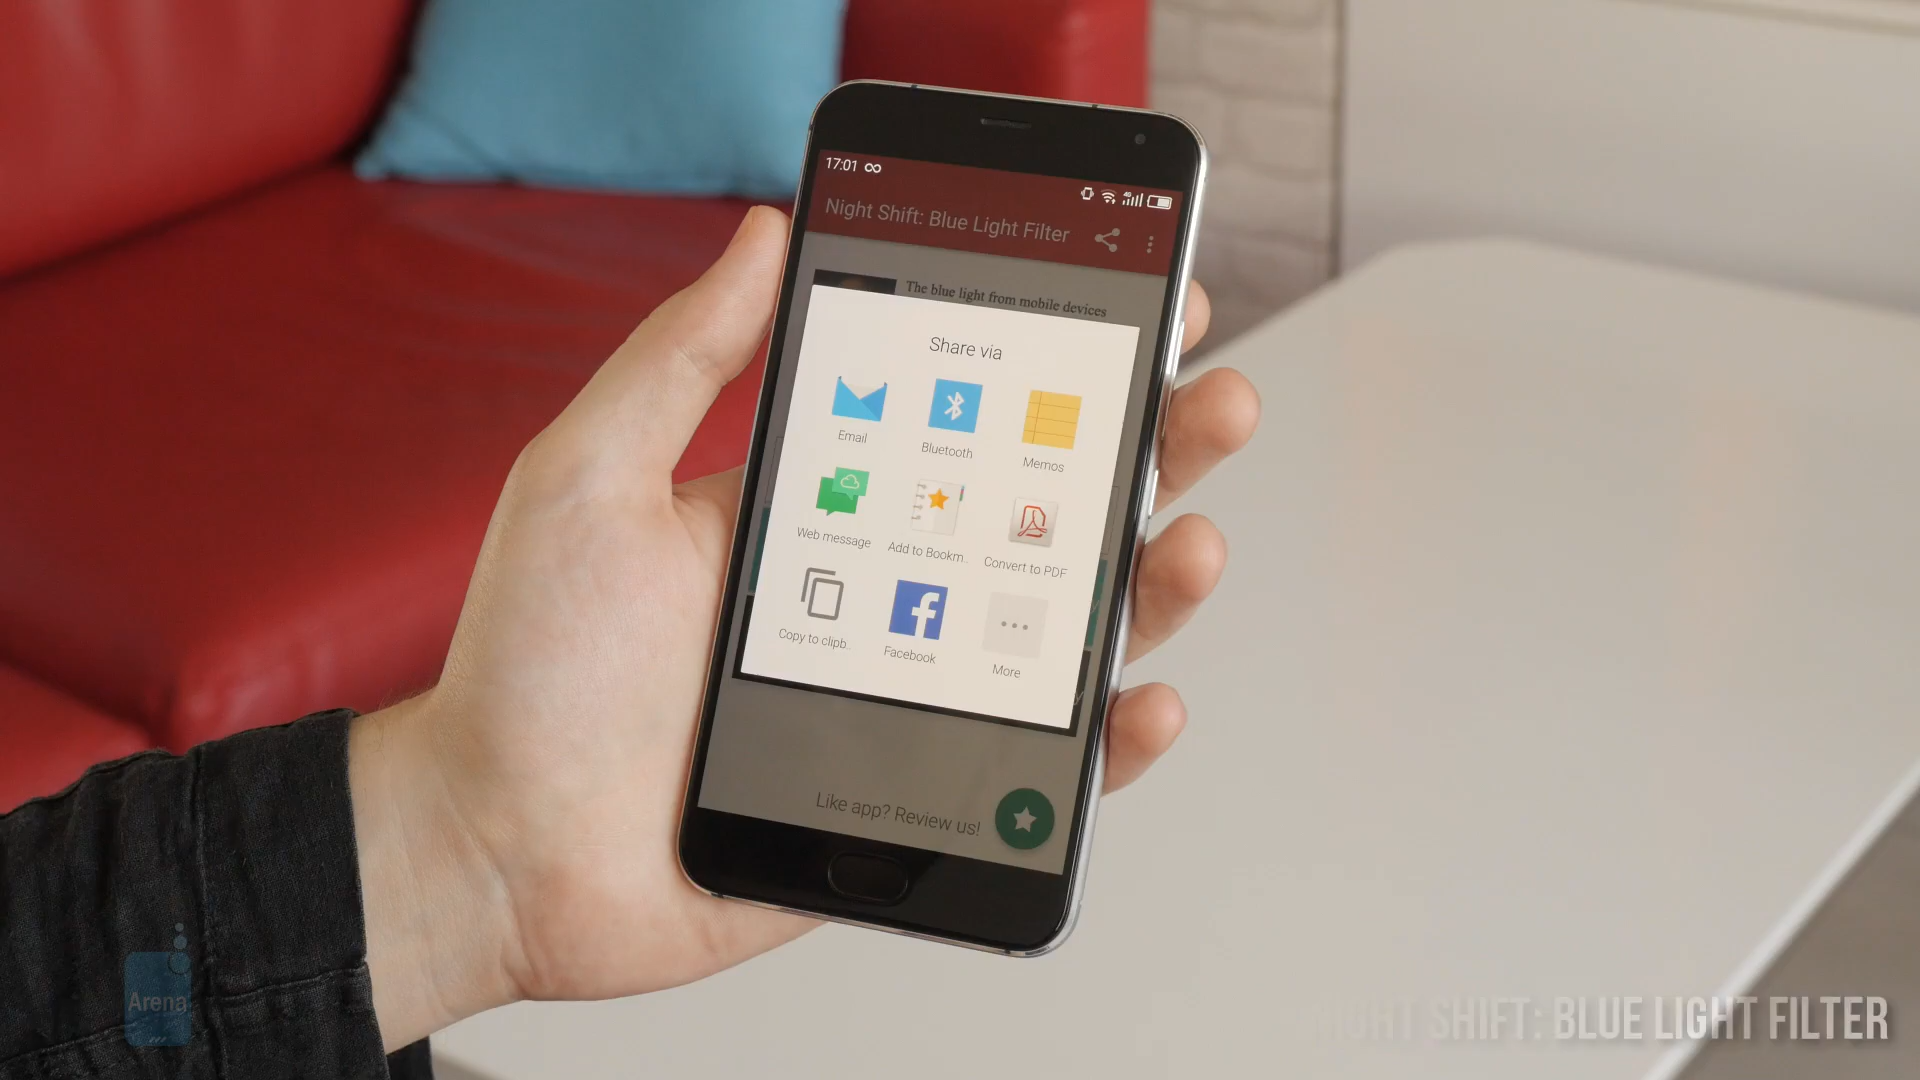 17:01
4G
Night Shift: Blue Light Filter
The blue light from mobile devices
Share via
Email
Bluetooth
Memos
Web message
Add to Bookm..
Convert to PDF
Copy to clipb..
Facebook
More
Like app? Review us!
Arena
NIGHT SHIFT: BLUE LIGHT FILTER